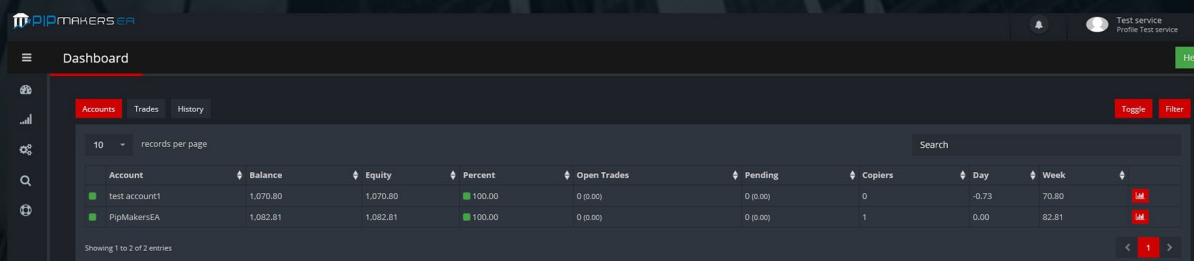 PIPMAKERS EA
Test service
Profile Test service
Dashboard
He
Accounts Trades History Toggle Filter
10 records per page Search
Account Balance Equity Percent Open Trades Pending Copiers Day Week
test account1 1,070.80 1,070.80 100.00 0 (0.00) 0 (0.00) 0 -0.73 70.80
PipMakersEA 1,082.81 1,082.81 100.00 0 (0.00) 0 (0.00) 1 0.00 82.81
Showing 1 to 2 of 2 entries < 1 >